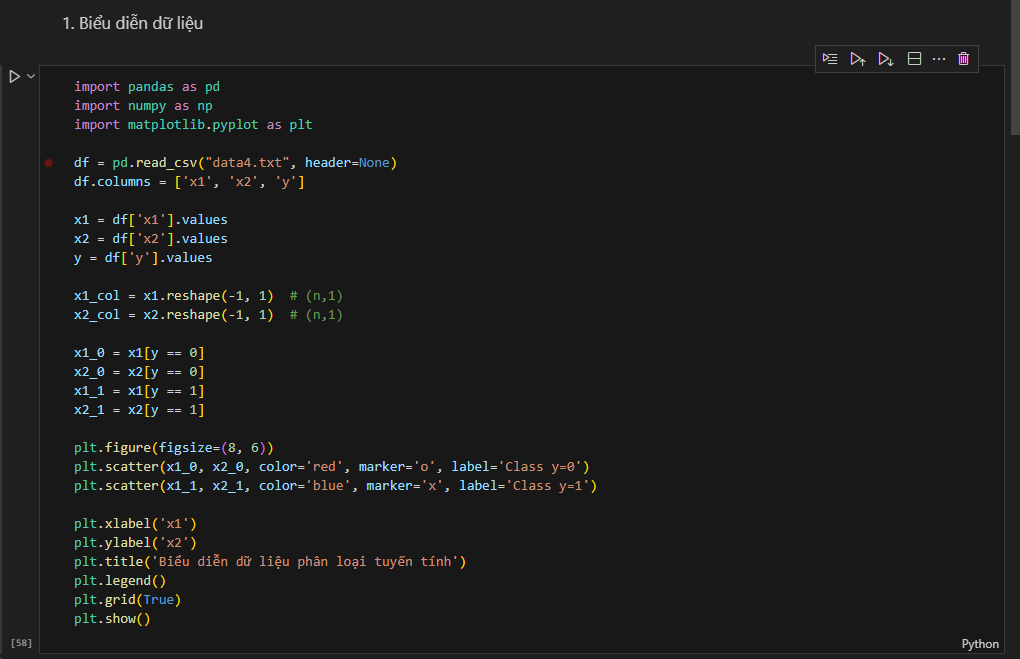 1. Biểu diễn dữ liệu
import pandas as pd
import numpy as np
import matplotlib.pyplot as plt
df = pd.read_csv("data4.txt", header=None)
df.columns = ['x1', 'x2', 'y']
x1 = df['x1'].values
x2 = df['x2'].values
y = df['y'].values
x1_col = x1.reshape(-1, 1)  # (n,1)
x2_col = x2.reshape(-1, 1)  # (n,1)
x1_0 = x1[y == 0]
x2_0 = x2[y == 0]
x1_1 = x1[y == 1]
x2_1 = x2[y == 1]
plt.figure(figsize=(8, 6))
plt.scatter(x1_0, x2_0, color='red', marker='o', label='Class y=0')
plt.scatter(x1_1, x2_1, color='blue', marker='x', label='Class y=1')
plt.xlabel('x1')
plt.ylabel('x2')
plt.title('Biểu diễn dữ liệu phân loại tuyến tính')
plt.legend()
plt.grid(True)
plt.show()
[58]
Python